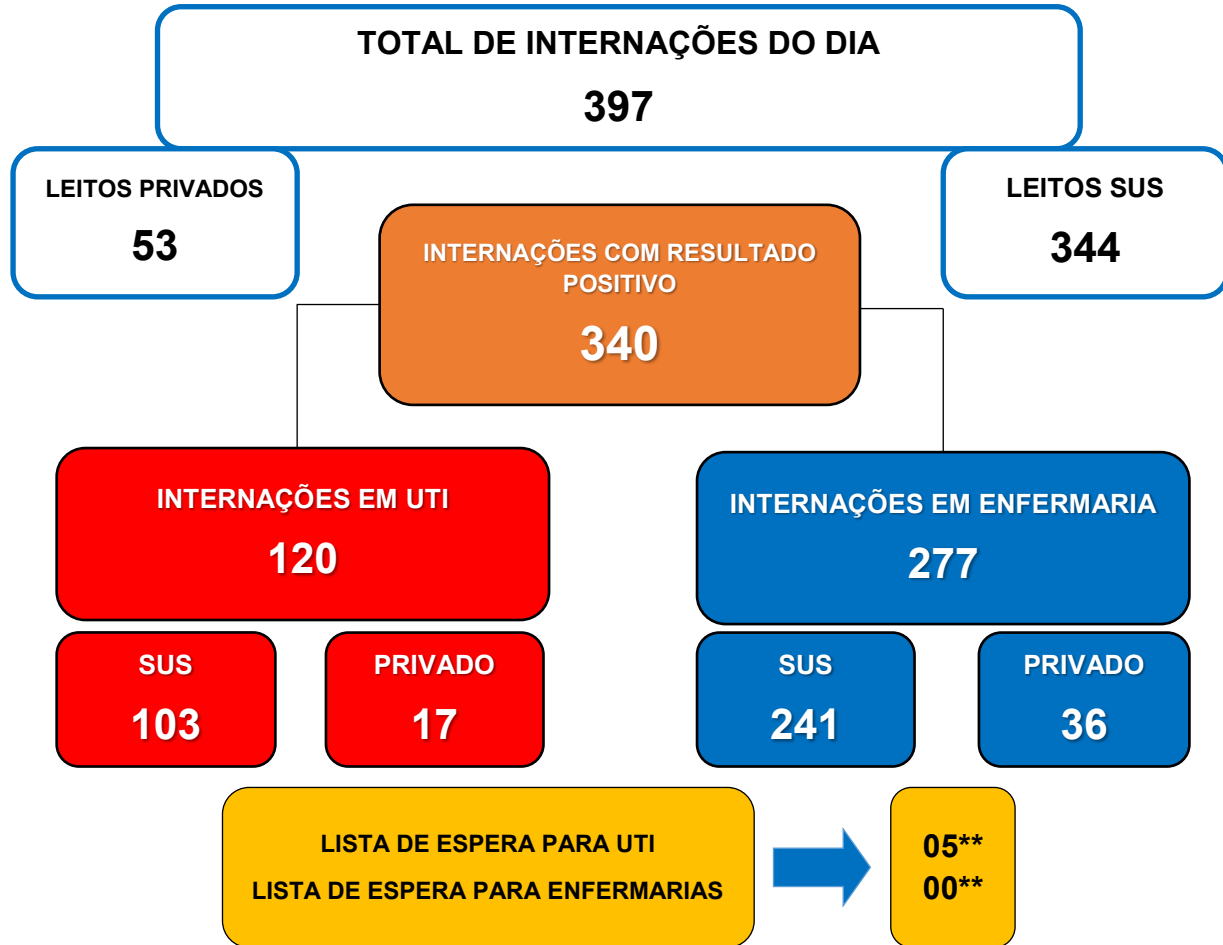 TOTAL DE INTERNAÇÕES DO DIA
397
LEITOS PRIVADOS
53
LEITOS SUS
344
INTERNAÇÕES COM RESULTADO
POSITIVO
340
INTERNAÇÕES EM UTI
120
INTERNAÇÕES EM ENFERMARIA
277
SUS
103
PRIVADO
17
SUS
241
PRIVADO
36
LISTA DE ESPERA PARA UTI
LISTA DE ESPERA PARA ENFERMARIAS
05**
00**